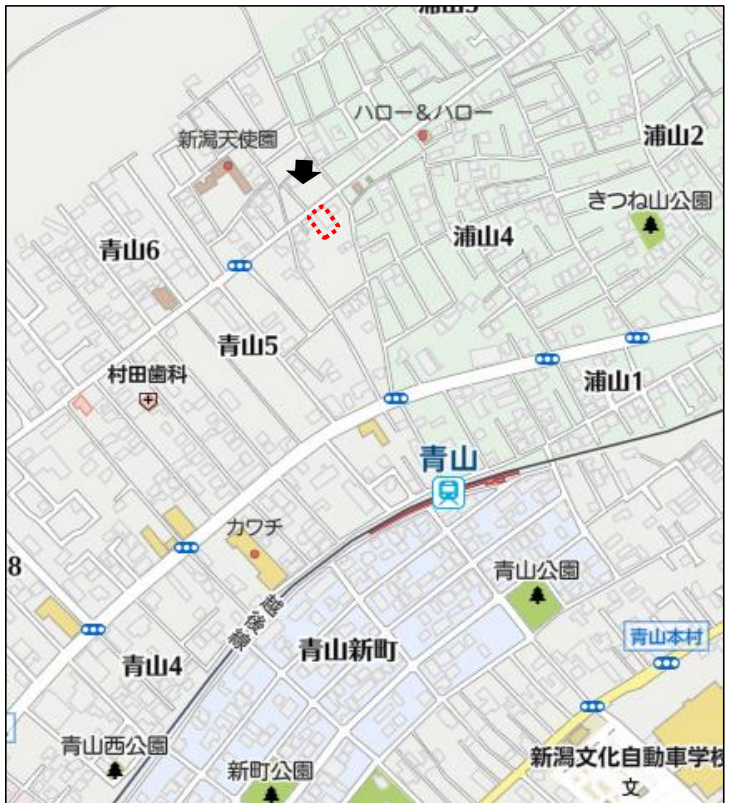 浦山3
ハロー&ハロー
新潟天使園
浦山2
きつね山公園
浦山4
青山6
青山5
村田歯科
浦山1
青山
カワチ
8
青山公園
越後線
青山新町
青山本村
青山4
青山西公園
新町公園
新潟文化自動車学校
文